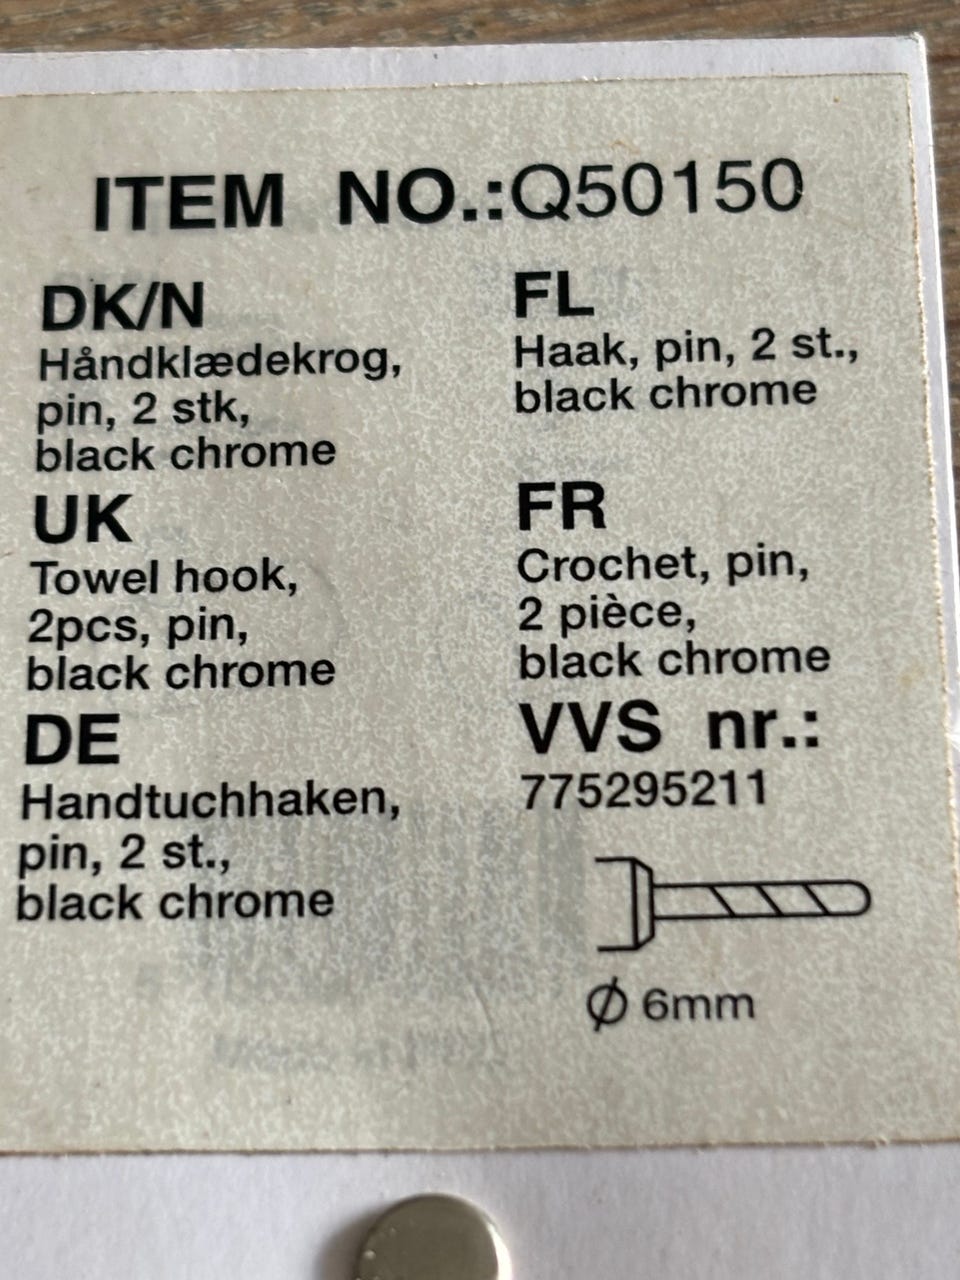 ITEM NO.:Q50150
DK/N
Håndklædekrog,
pin, 2 stk,
black chrome
UK
Towel hook,
2pcs, pin,
black chrome
DE
Handtuchhaken,
pin, 2 st.,
black chrome
FL
Haak, pin, 2 st.,
black chrome
FR
Crochet, pin,
2 pièce,
black chrome
VVS nr.:
775295211
Ø 6mm